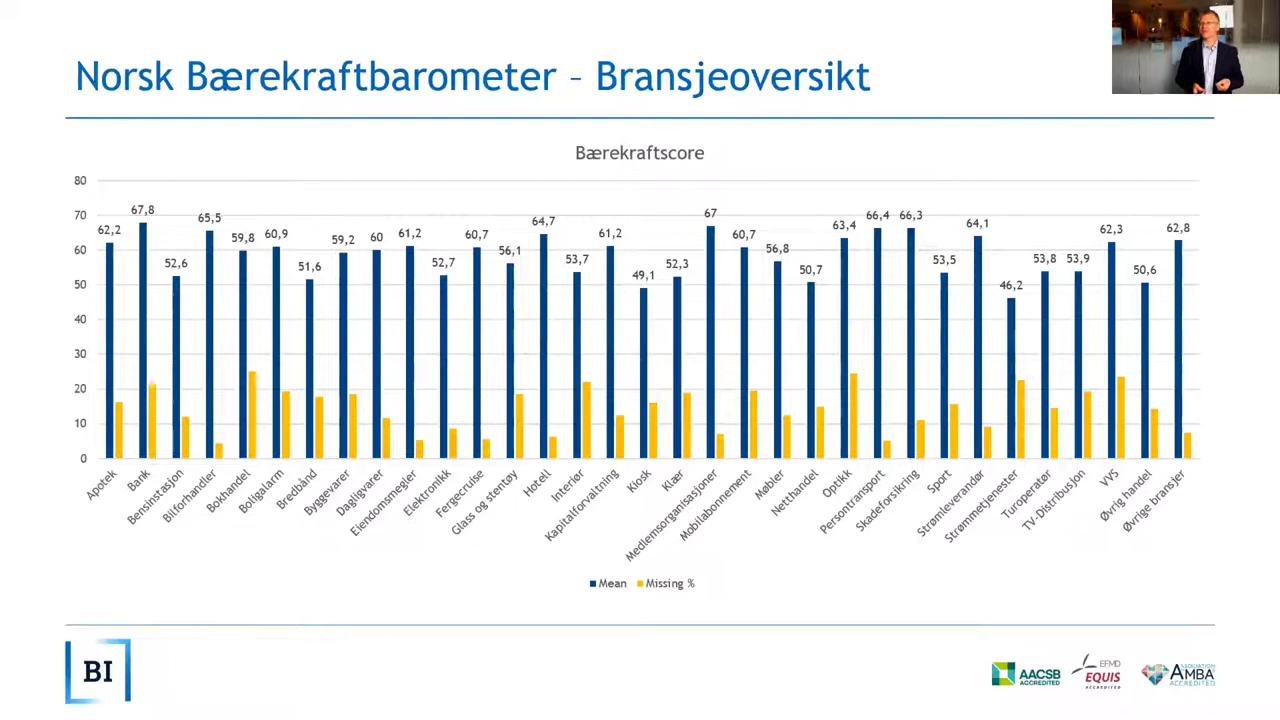 Norsk Bærekraftbarometer – Bransjeoversikt
Bærekraftscore
80
70
60
50
40
30
20
10
0
62,2
67,8
52,6
65,5
59,8
60,9
51,6
59,2
60
61,2
52,7
60,7
56,1
64,7
53,7
61,2
49,1
52,3
67
60,7
56,8
50,7
63,4
66,4
66,3
53,5
64,1
46,2
53,8
53,9
62,3
50,6
62,8
Apotek
Bank
Bensinstasjon
Bilforhandler
Bokhandel
Boligalarm
Bredbånd
Byggevarer
Dagligvarer
Eiendomsmegler
Elektronikk
Fergecruise
Glass og stentøy
Hotell
Interiør
Kapitalforvaltning
Kiosk
Klær
Medlemsorganisasjoner
Mobilabonnement
Møbler
Netthandel
Optikk
Persontransport
Skadeforsikring
Sport
Strømleverandør
Strømmetjenester
Turoperatør
TV-Distribusjon
VVS
Øvrig handel
Øvrige bransjer
Mean
Missing %
BI
AACSB
ACCREDITED
EFMD
EQUIS
ACCREDITED
ASSOCIATION
AMBA
ACCREDITED